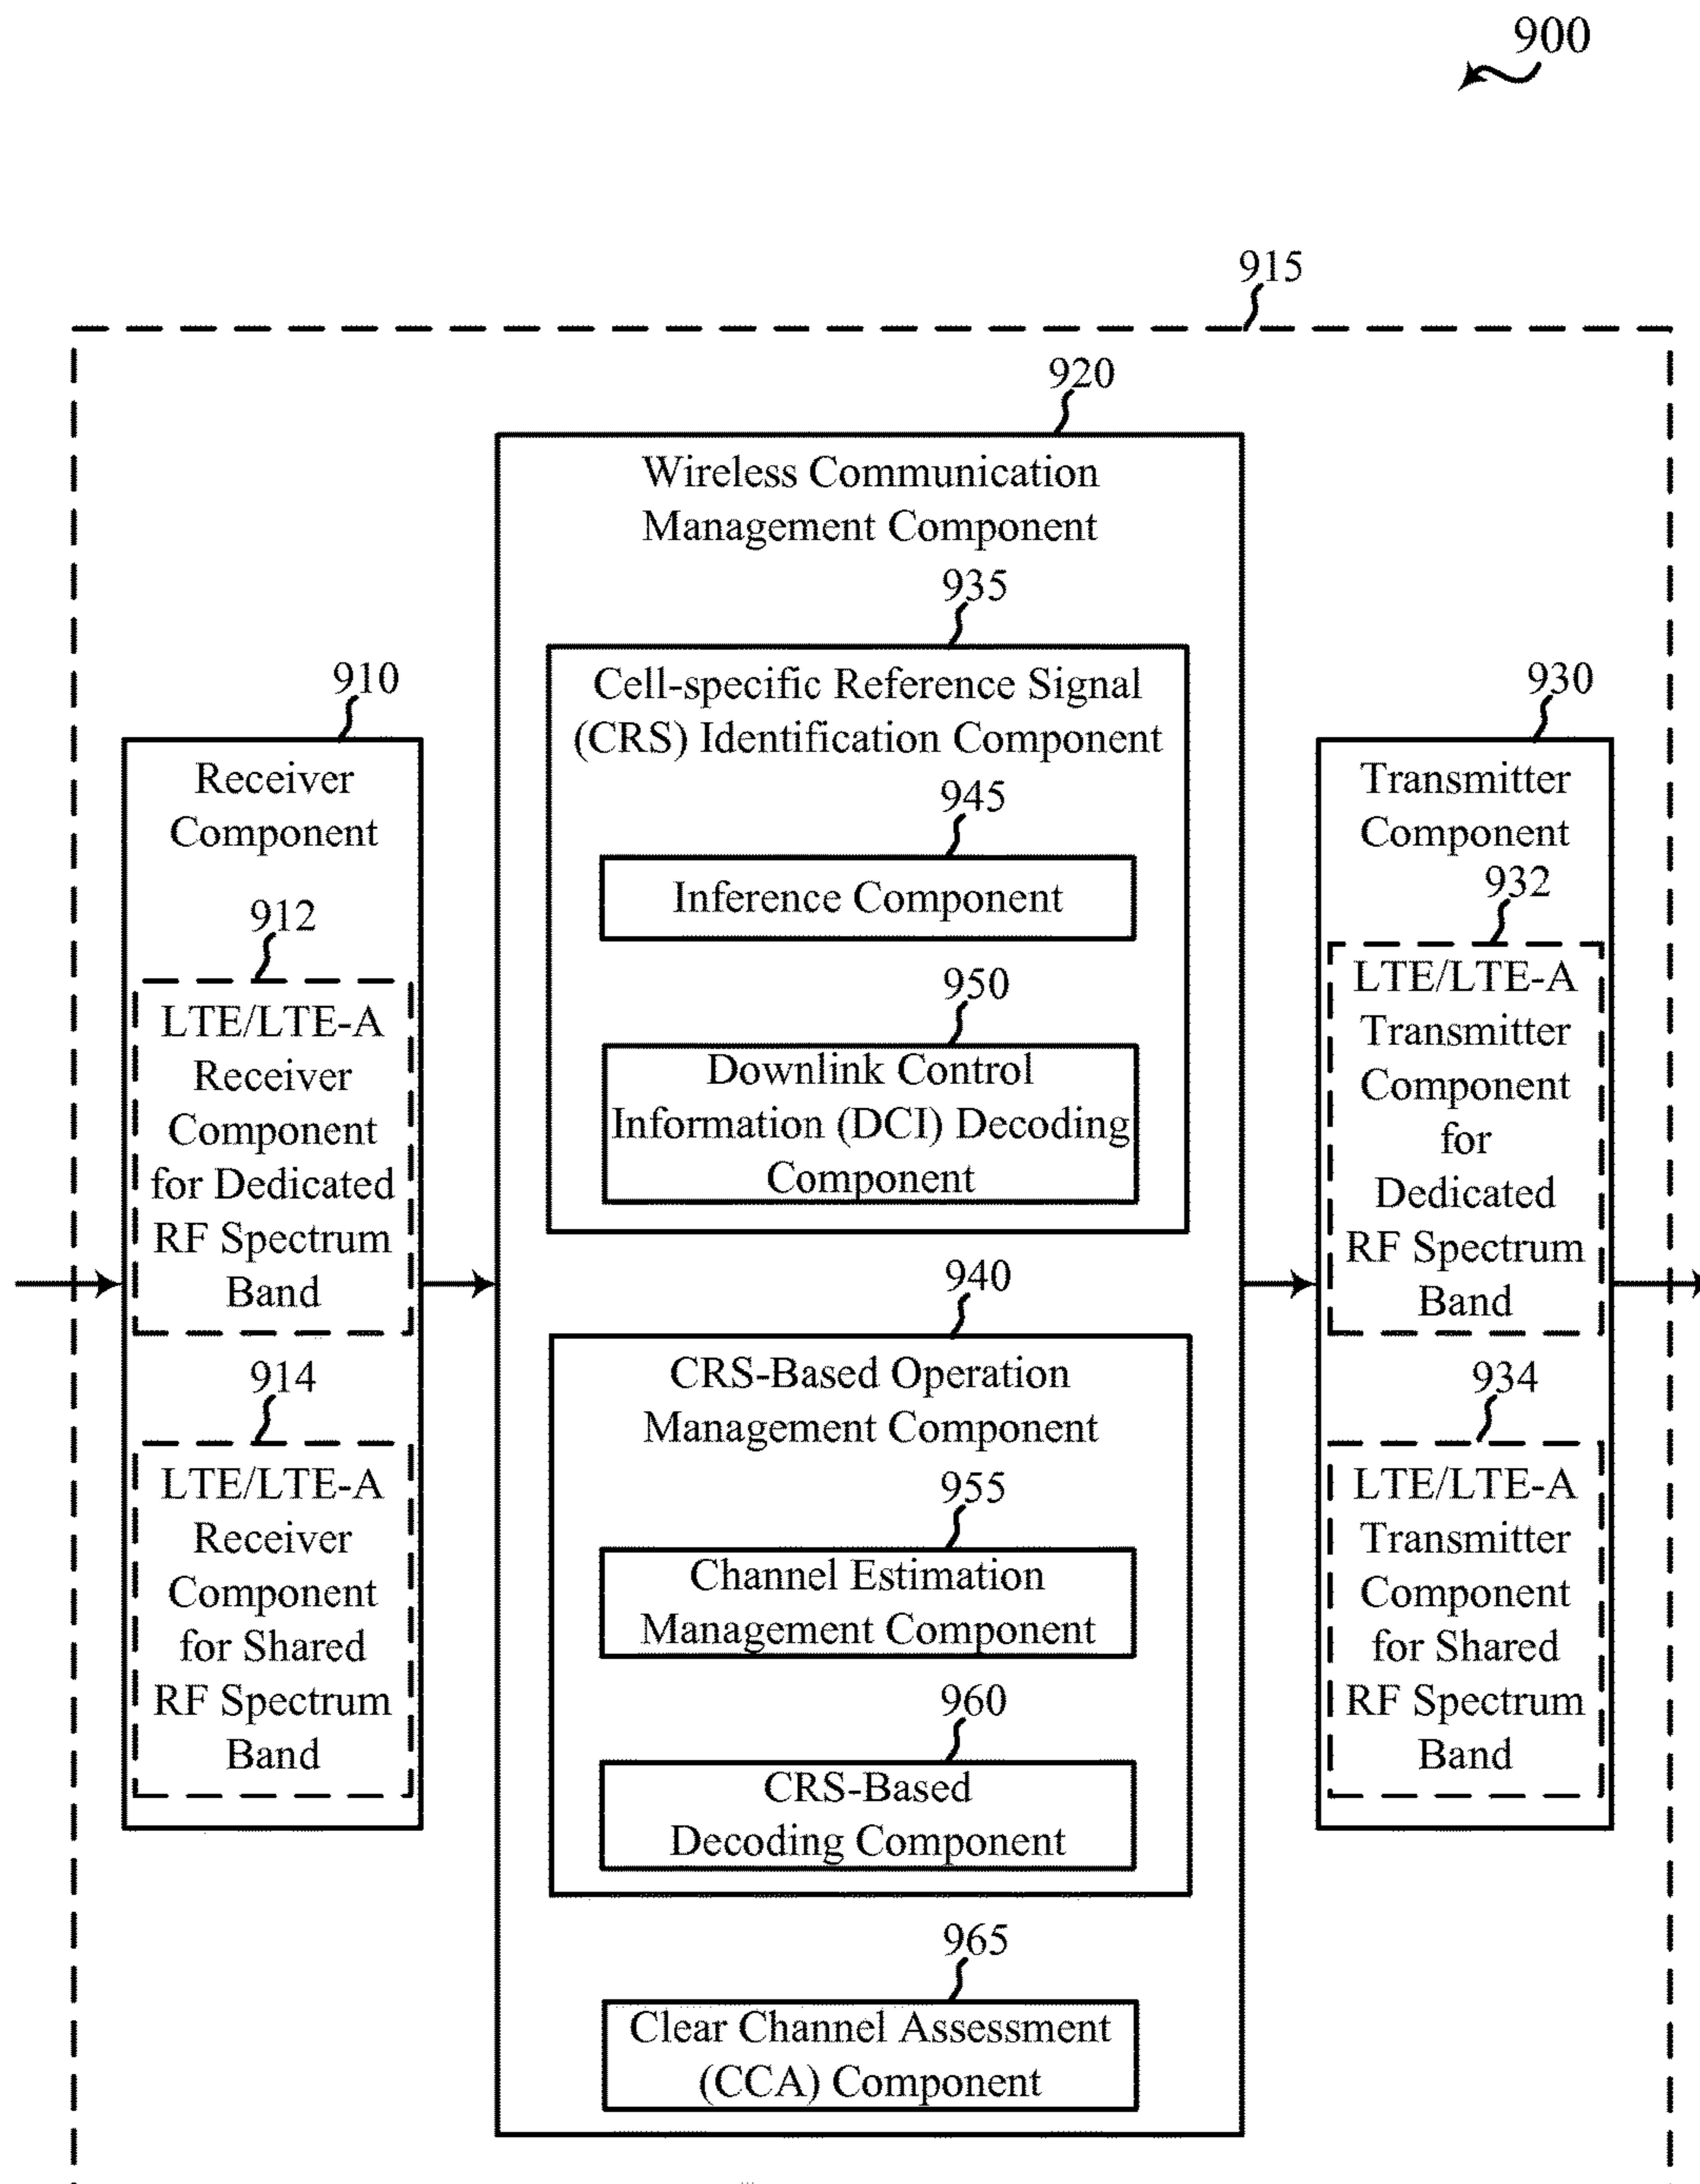 900
915
920
Wireless Communication
Management Component
935
Cell-specific Reference Signal
(CRS) Identification Component
945
Inference Component
950
Downlink Control
Information (DCI) Decoding
Component
940
CRS-Based Operation
Management Component
955
Channel Estimation
Management Component
960
CRS-Based
Decoding Component
965
Clear Channel Assessment
(CCA) Component
910
Receiver
Component
912
LTE/LTE-A
Receiver
Component
for Dedicated
RF Spectrum
Band
914
LTE/LTE-A
Receiver
Component
for Shared
RF Spectrum
Band
930
Transmitter
Component
932
LTE/LTE-A
Transmitter
Component
for
Dedicated
RF Spectrum
Band
934
LTE/LTE-A
Transmitter
Component
for Shared
RF Spectrum
Band